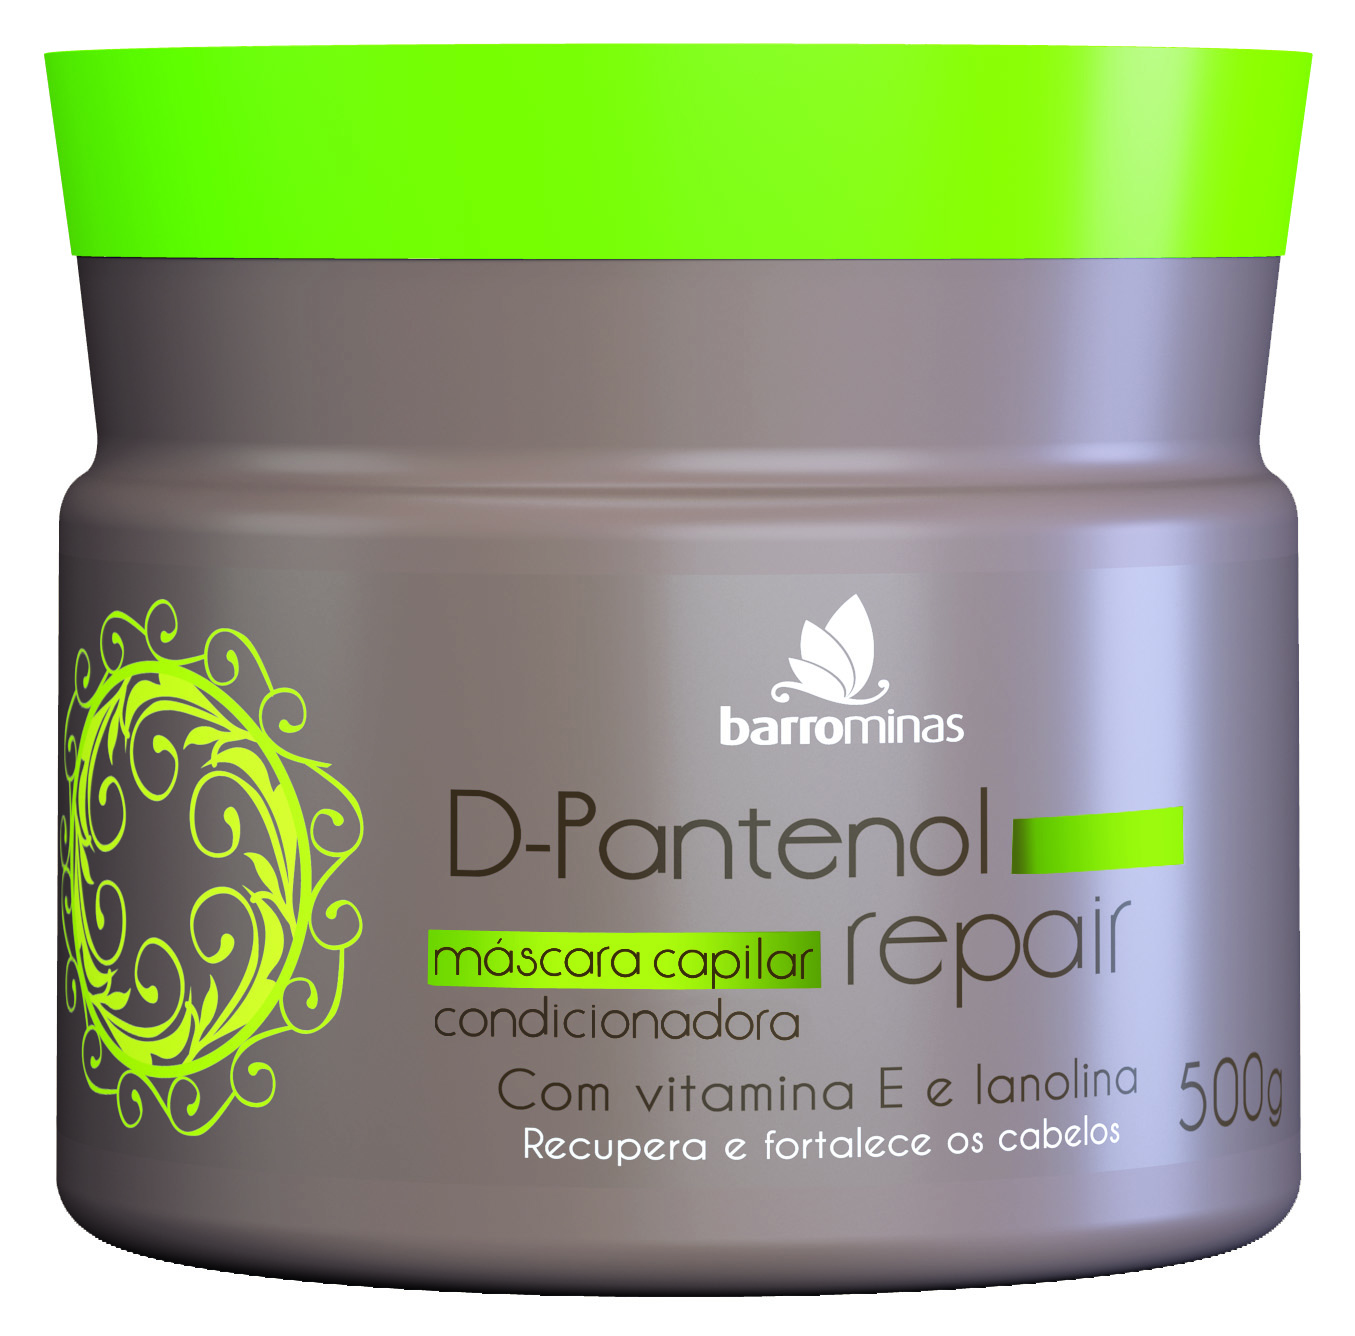 barrominas
D-Pantenol
repair
máscara capilar
condicionadora
Com vitamina E e lanolina
500g
Recupera e fortalece os cabelos